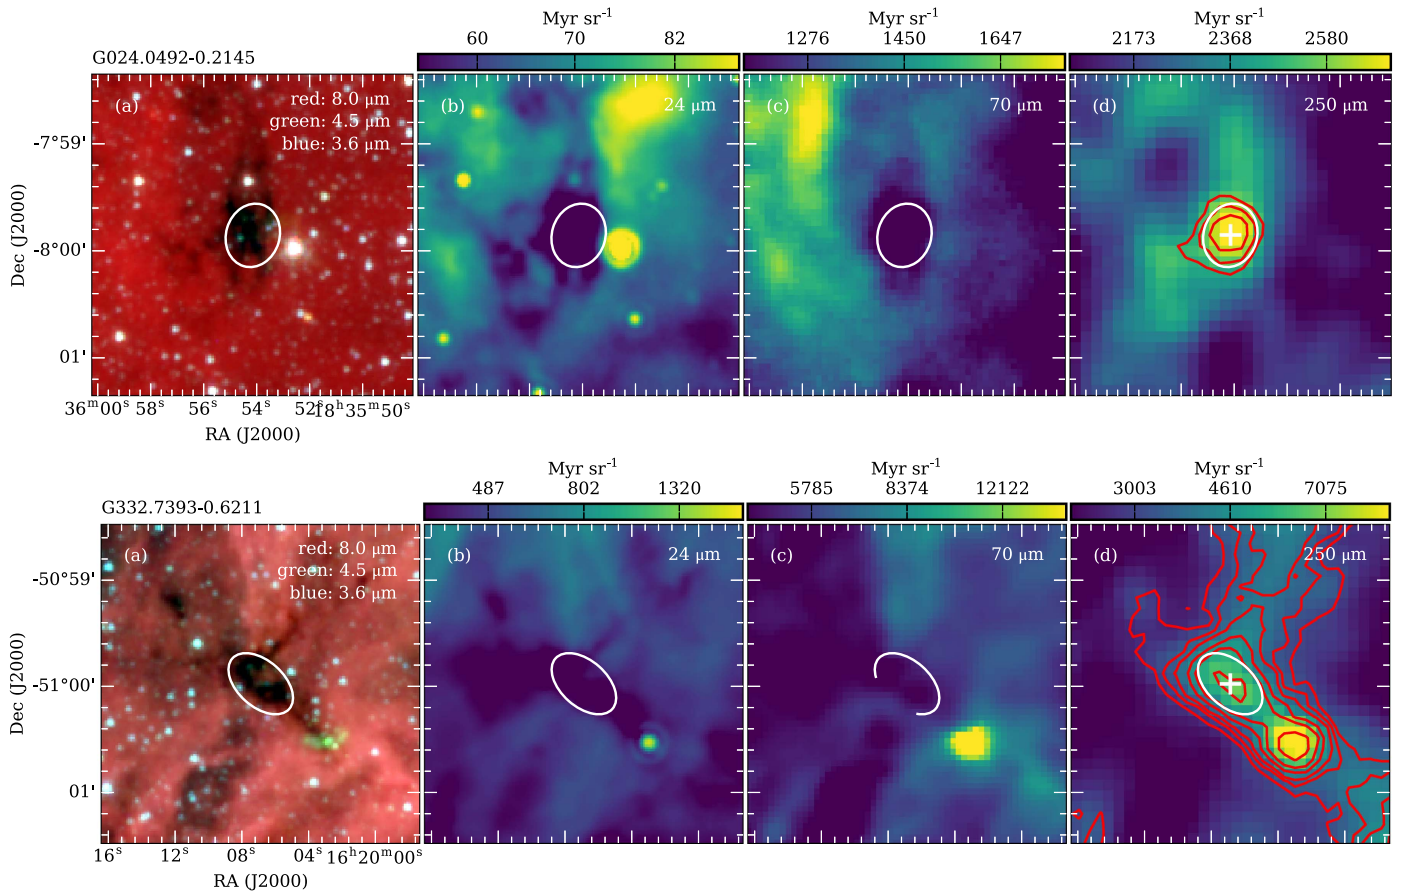 Myr sr-1 Myr sr-1 Myr sr-1
60 70 82 1276 1450 1647 2173 2368 2580
G024.0492-0.2145
(a) red: 8.0 μm
green: 4.5 μm
blue: 3.6 μm
(b) 24 μm
(c) 70 μm
(d) 250 μm
Dec (J2000)
-7°59'
-8°00'
01'
36m00s 58s 56s 54s 52s 18h35m50s
RA (J2000)
Myr sr-1 Myr sr-1 Myr sr-1
487 802 1320 5785 8374 12122 3003 4610 7075
G332.7393-0.6211
(a) red: 8.0 μm
green: 4.5 μm
blue: 3.6 μm
(b) 24 μm
(c) 70 μm
(d) 250 μm
Dec (J2000)
-50°59'
-51°00'
01'
16s 12s 08s 04s 16h20m00s
RA (J2000)